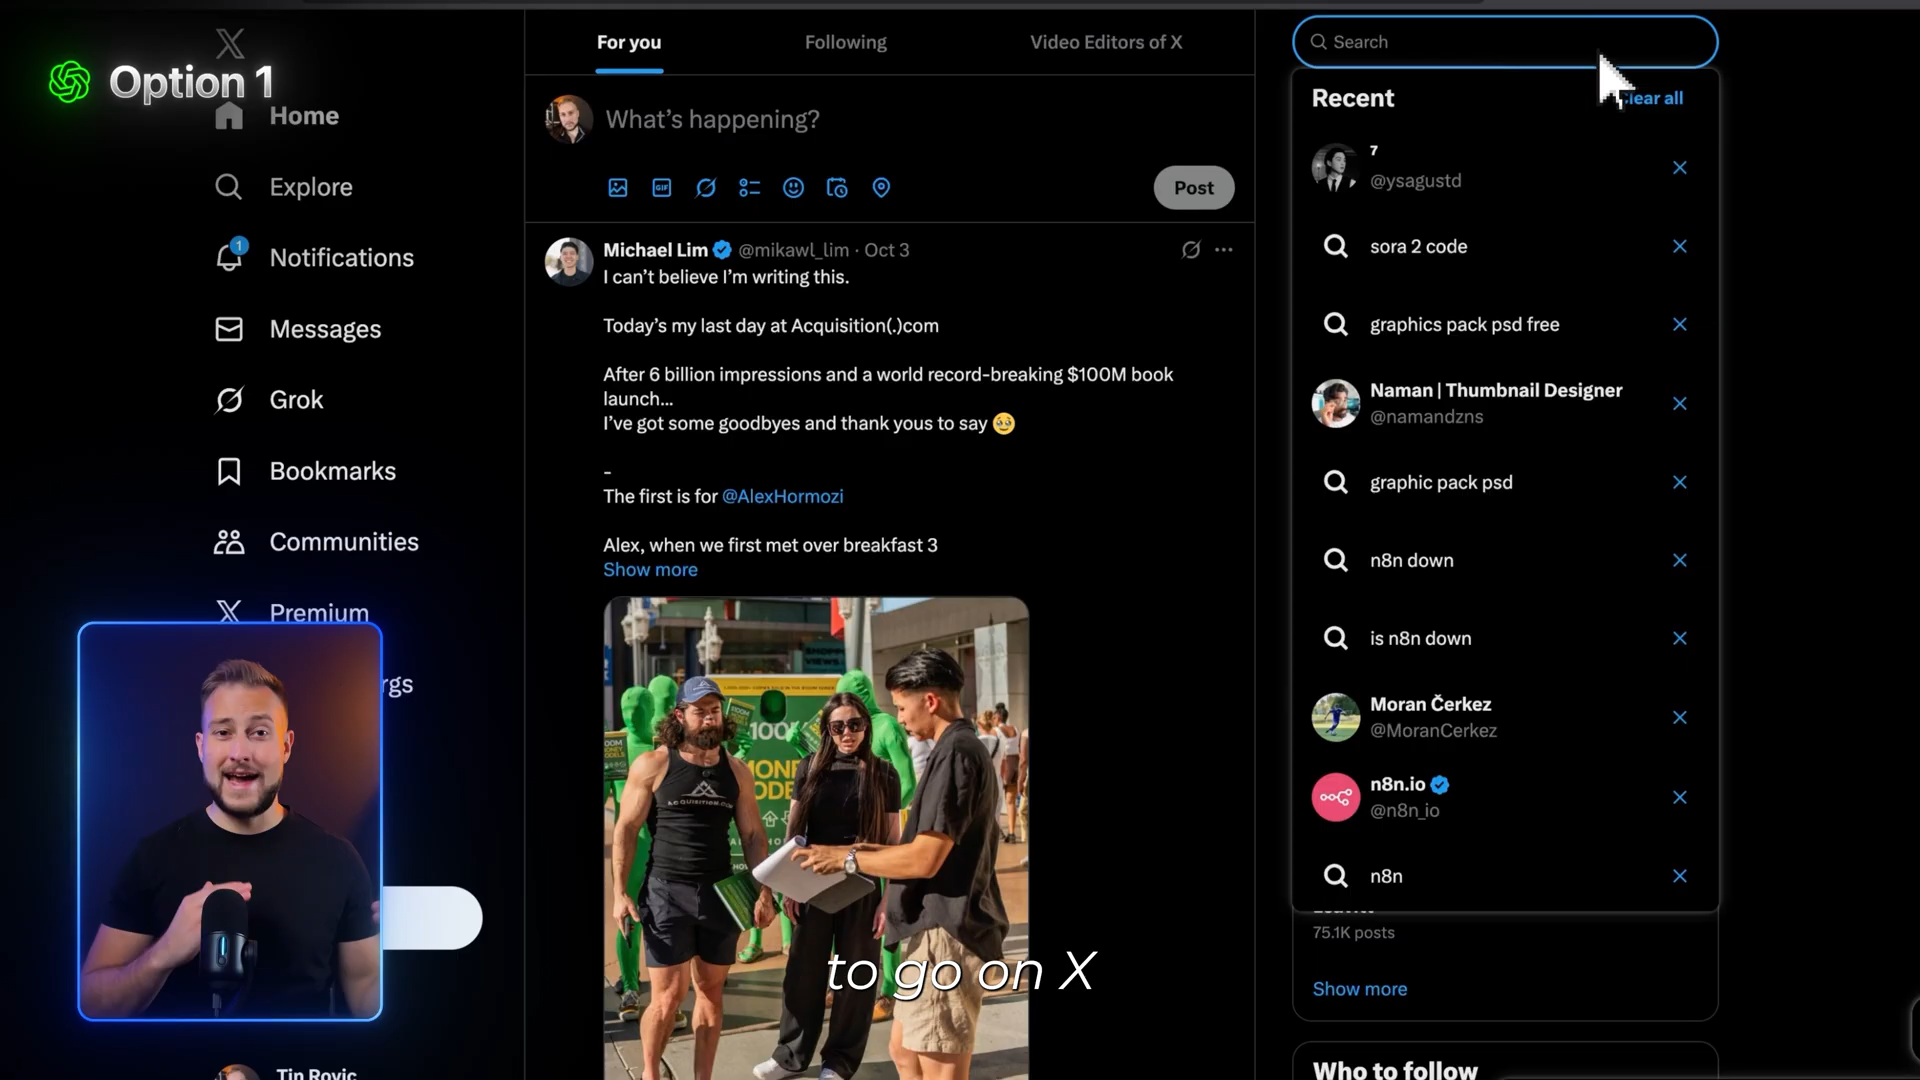 Option 1
Home
Explore
1
Notifications
Messages
Grok
Bookmarks
Communities
Premium
rgs
Tin Rovic
For you
Following
Video Editors of X
What's happening?
GIF
Post
Michael Lim @mikawl_lim · Oct 3
I can't believe I'm writing this.
Today's my last day at Acquisition(.)com
After 6 billion impressions and a world record-breaking $100M book
launch...
I've got some goodbyes and thank yous to say 🥹
-
The first is for @AlexHormozi
Alex, when we first met over breakfast 3
Show more
ACQUISITION.COM
to go on X
Search
Recent
Clear all
7
@ysagustd
sora 2 code
graphics pack psd free
Naman | Thumbnail Designer
@namandzns
graphic pack psd
n8n down
is n8n down
Moran Čerkez
@MoranCerkez
n8n.io
@n8n_io
n8n
75.1K posts
Show more
Who to follow